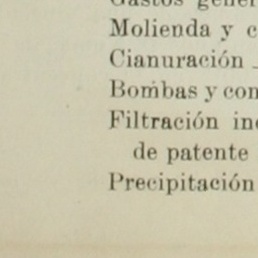 Gastos gener
Molienda y c
Cianuración
Bombas y con
Filtración in
de patente
Precipitación